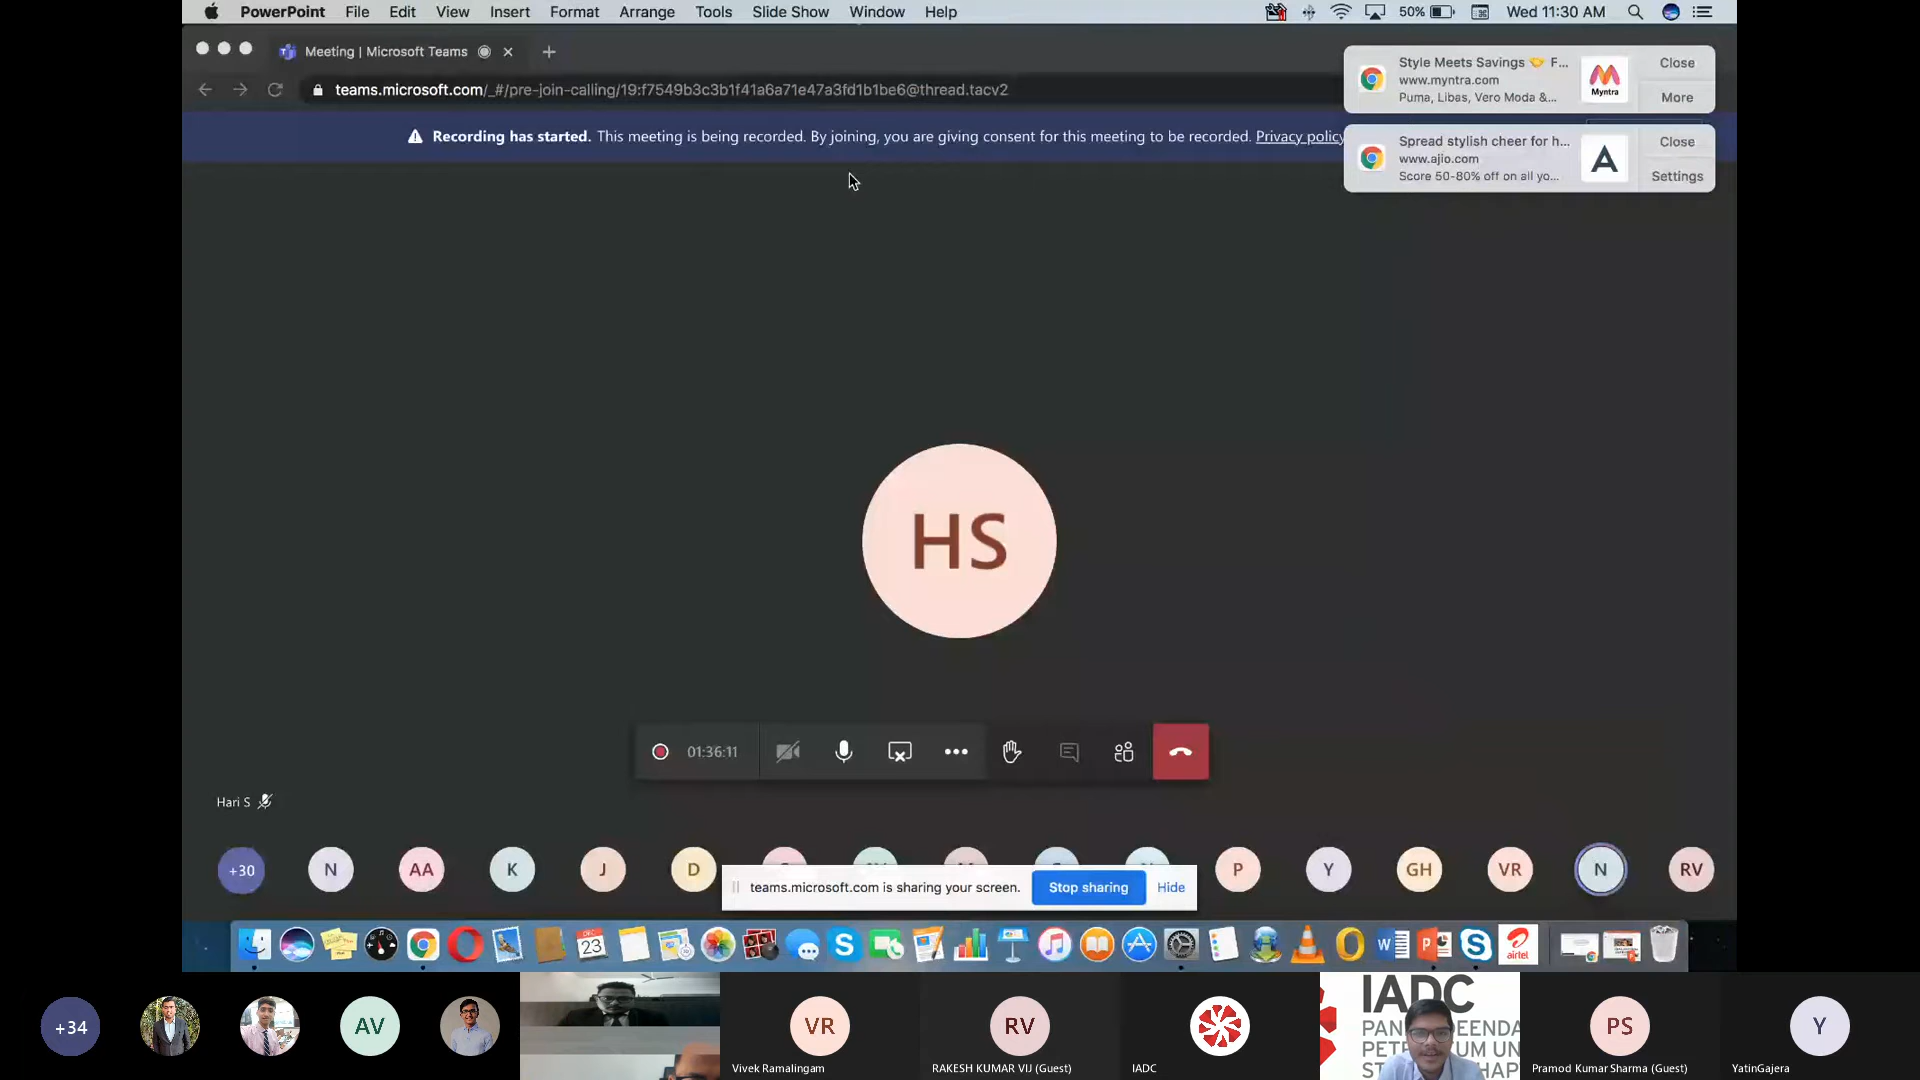 PowerPoint File Edit View Insert Format Arrange Tools Slide Show Window Help 50% Wed 11:30 AM
Meeting | Microsoft Teams
teams.microsoft.com/_#/pre-join-calling/19:f7549b3c3b1f41a6a71e47a3fd1b1be6@thread.tacv2
Style Meets Savings 🤝 F... Close
www.myntra.com Myntra
Puma, Libas, Vero Moda &... More
Recording has started. This meeting is being recorded. By joining, you are giving consent for this meeting to be recorded. Privacy policy
Spread stylish cheer for h... Close
www.ajio.com A
Score 50-80% off on all yo... Settings
HS
01:36:11
Hari S
+30 N AA K J D P Y GH VR N RV
teams.microsoft.com is sharing your screen. Stop sharing Hide
DEC
23
airtel
+34 AV VR RV PS Y
IADC
Vivek Ramalingam RAKESH KUMAR VIJ (Guest) IADC Pramod Kumar Sharma (Guest) YatinGajera